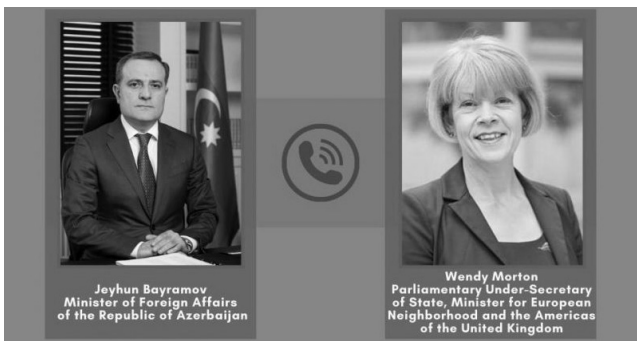 Jeyhun Bayramov
Minister of Foreign Affairs
of the Republic of Azerbaijan
Wendy Morton
Parliamentary Under-Secretary
of State, Minister for European
Neighborhood and the Americas
of the United Kingdom